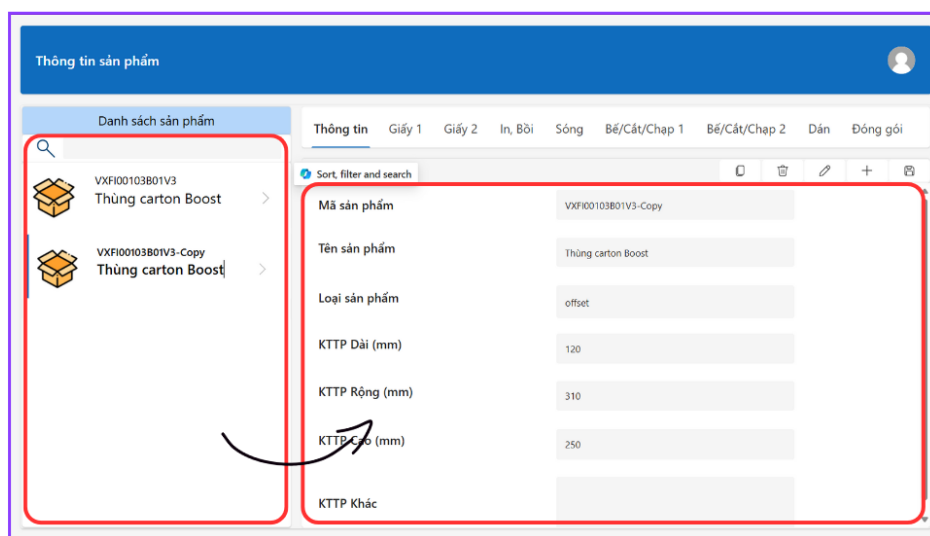 Thông tin sản phẩm
Danh sách sản phẩm
VXFI00103B01V3
Thùng carton Boost
VXFI00103B01V3-Copy
Thùng carton Boost
Thông tin Giấy 1 Giấy 2 In, Bồi Sóng Bế/Cắt/Chạp 1 Bế/Cắt/Chạp 2 Dán Đóng gói
Sort, filter and search
Mã sản phẩm VXFI00103B01V3-Copy
Tên sản phẩm Thùng carton Boost
Loại sản phẩm offset
KTTP Dài (mm) 120
KTTP Rộng (mm) 310
KTTP Cao (mm) 250
KTTP Khác